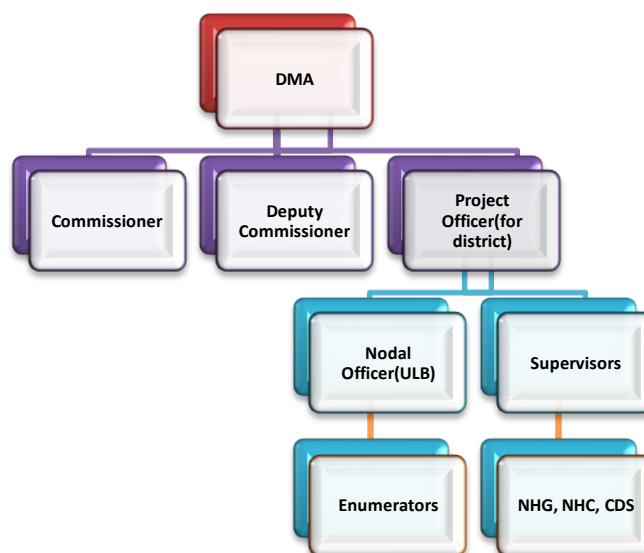 DMA
Commissioner
Deputy
Commissioner
Project
Officer(for
district)
Nodal
Officer(ULB)
Supervisors
Enumerators
NHG, NHC, CDS